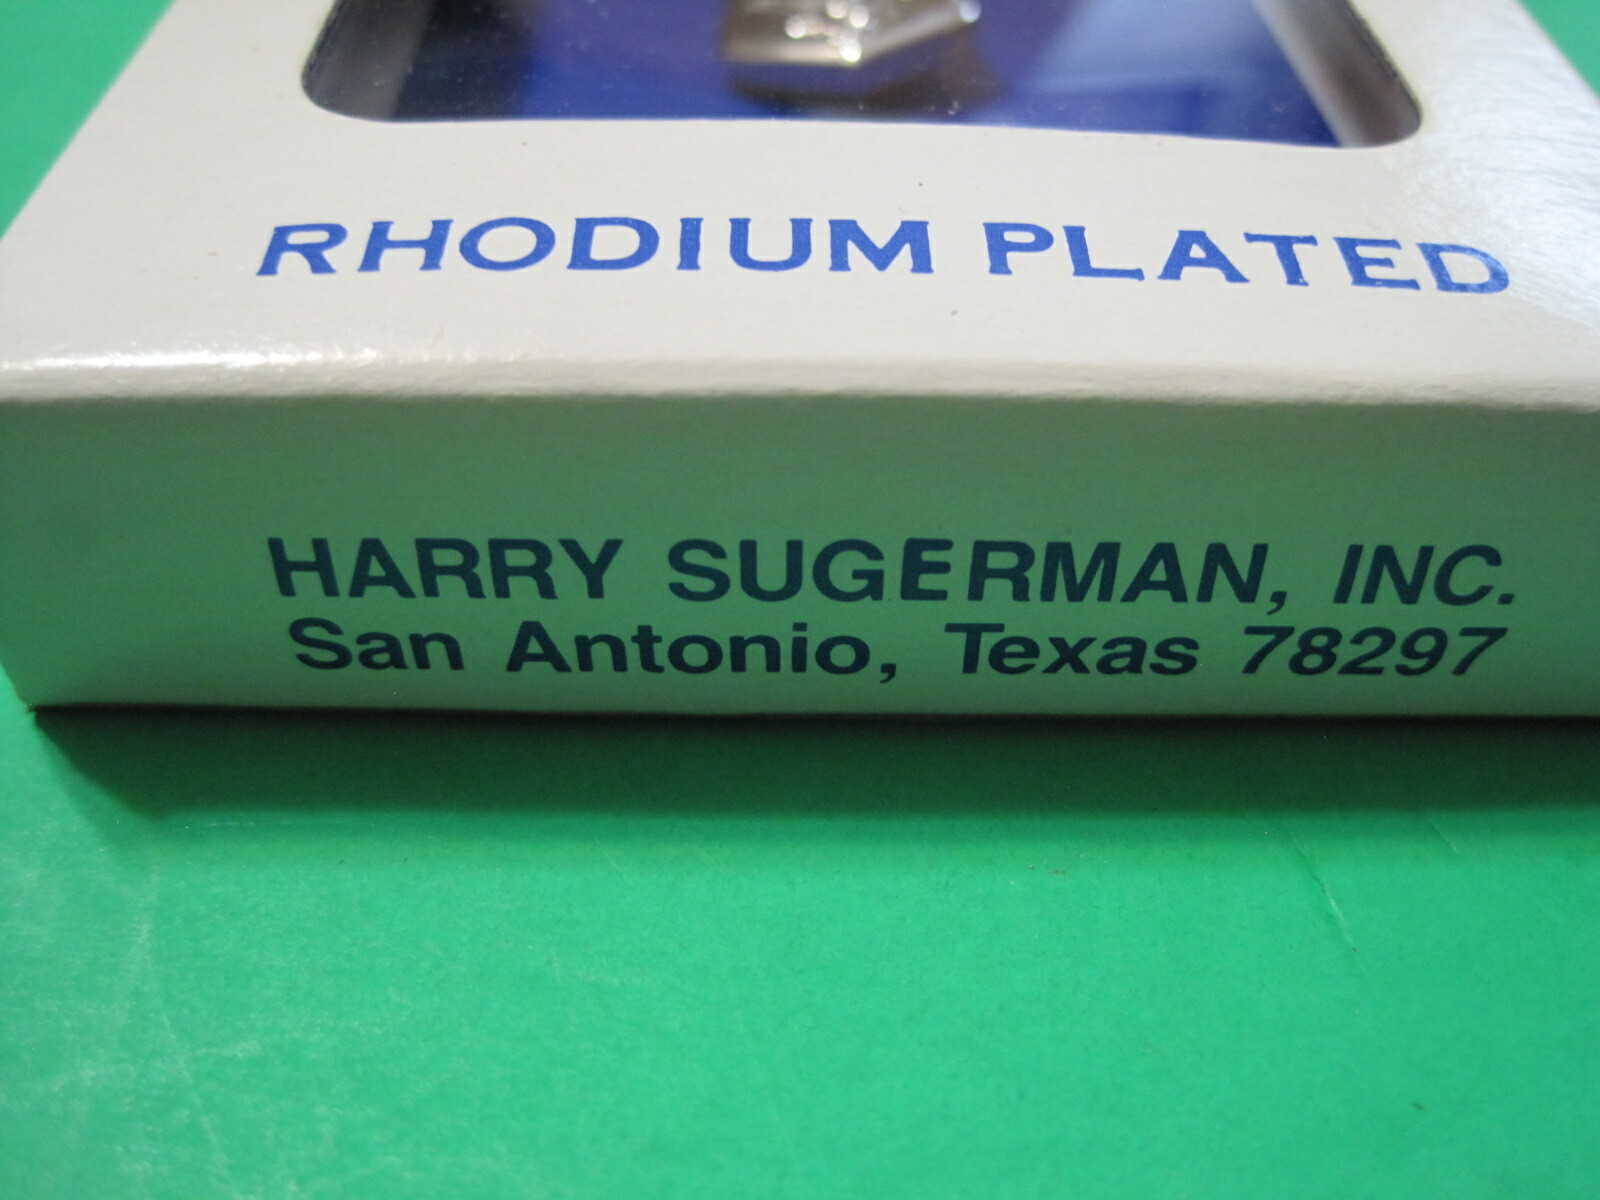 RHODIUM PLATED
HARRY SUGERMAN, INC.
San Antonio, Texas 78297